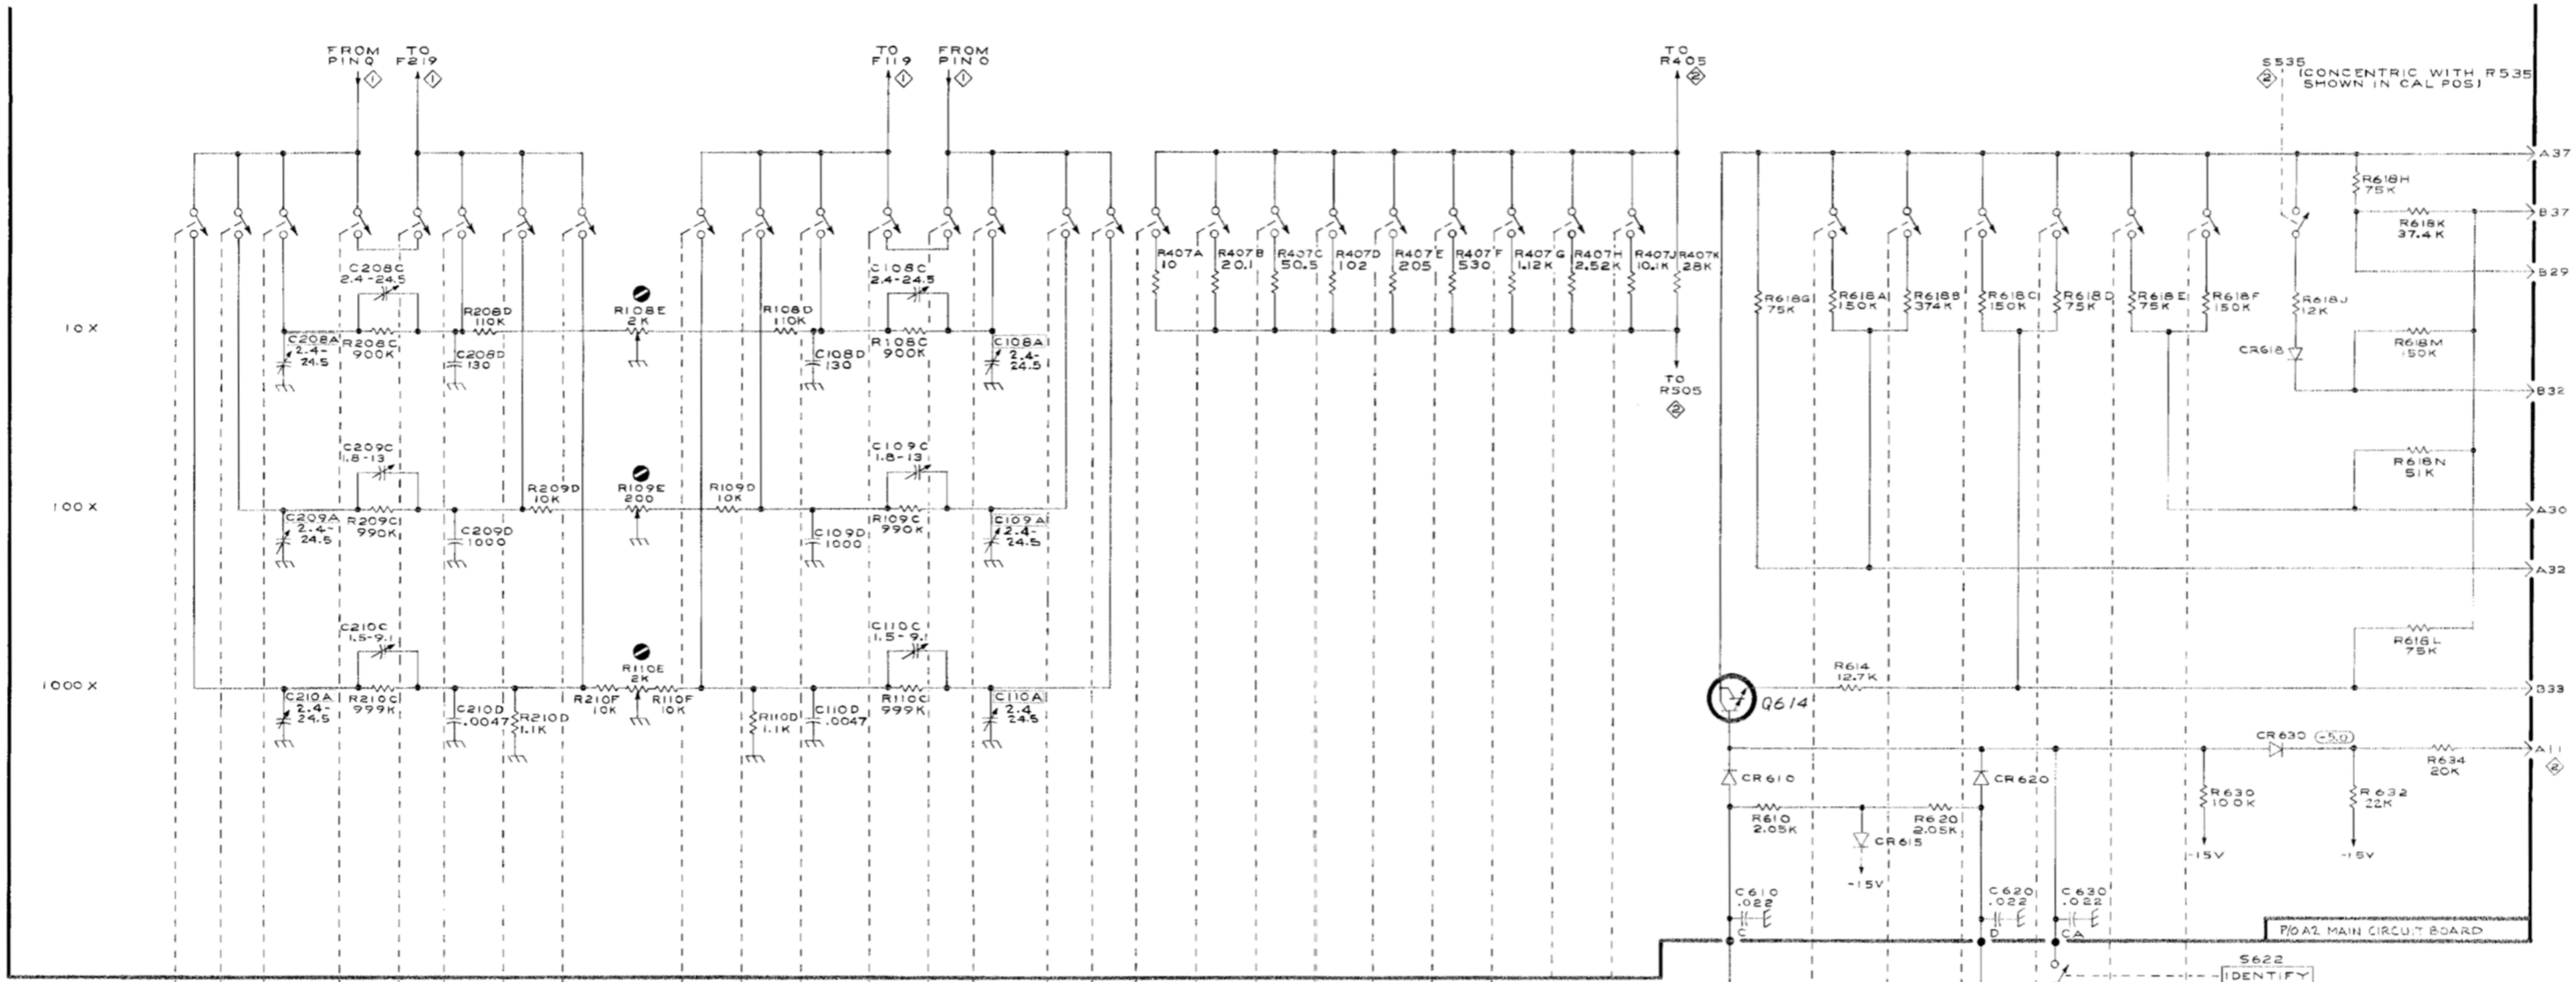 FROM
PIN Q
1
TO
F219
1
TO
F119
1
FROM
PIN O
1
TO
R405
2
S535
2
(CONCENTRIC WITH R535
SHOWN IN CAL POS)
A37
R618H
75K
B37
R618K
37.4K
B29
R407A
10
R407B
20.1
R407C
50.5
R407D
102
R407E
205
R407F
530
R407G
1.12K
R407H
2.52K
R407J
10.1K
R407K
28K
C208C
2.4-24.5
C108C
2.4-24.5
R618G
75K
R618A
150K
R618B
374K
R618C
150K
R618D
75K
R618E
75K
R618F
150K
R618J
12K
10X
C208A
2.4-
24.5
R208C
900K
R208D
110K
C208D
130
R108E
2K
R108D
110K
C108D
130
R108C
900K
C108A
2.4-
24.5
TO
R505
2
CR618
R618M
150K
B32
C209C
1.8-13
C109C
1.8-13
R618N
51K
100X
C209A
2.4-
24.5
R209C
990K
C209D
1000
R209D
10K
R109E
200
R109D
10K
C109D
1000
R109C
990K
C109A
2.4-
24.5
A30
A32
C210C
1.5-9.1
C110C
1.5-9.1
R618L
75K
1000X
C210A
2.4-
24.5
R210C
999K
C210D
.0047
R210D
1.1K
R210F
10K
R110E
2K
R110F
10K
R110D
1.1K
C110D
.0047
R110C
999K
C110A
2.4
24.5
Q614
R614
12.7K
B33
CR630
-5.0
R634
20K
A11
2
CR610
CR620
R610
2.05K
R620
2.05K
CR615
-15V
R630
100K
-15V
R632
22K
-15V
C610
.022
C620
.022
C630
.022
C
D
CA
P/O A2 MAIN CIRCUIT BOARD
S622
IDENTIFY